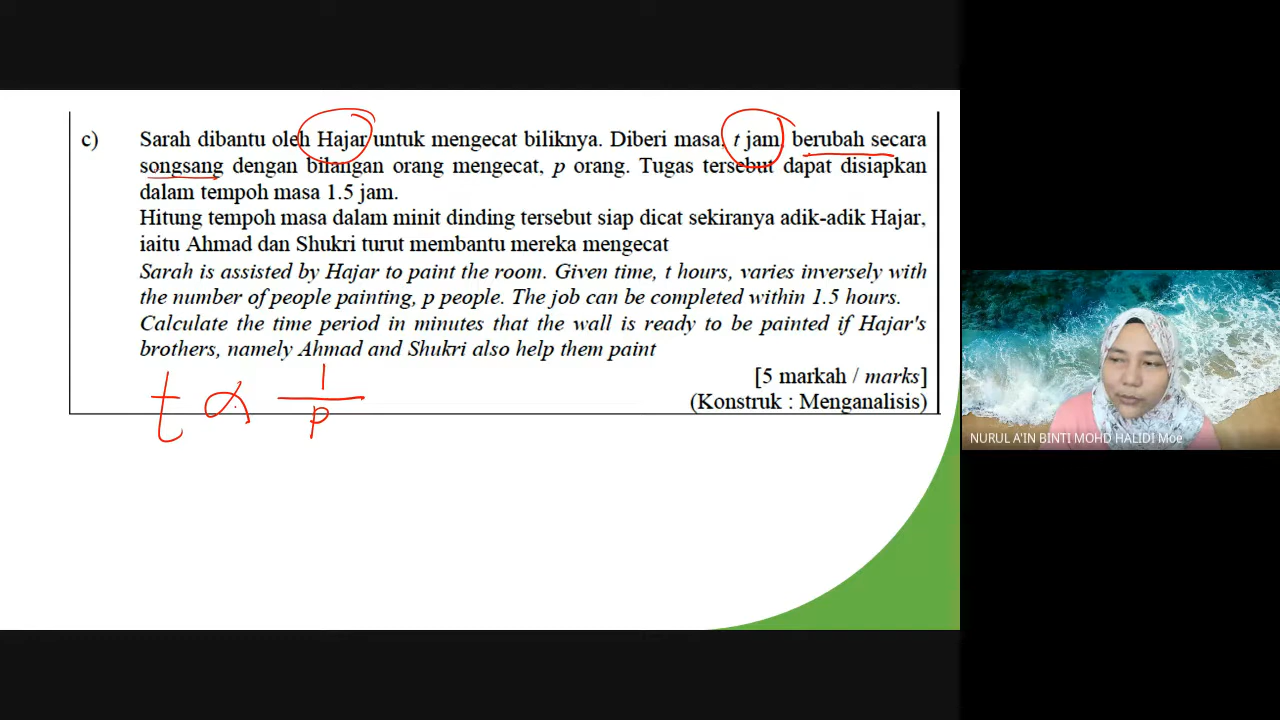 c) Sarah dibantu oleh Hajar untuk mengecat biliknya. Diberi masa, t jam, berubah secara
songsang dengan bilangan orang mengecat, p orang. Tugas tersebut dapat disiapkan
dalam tempoh masa 1.5 jam.
Hitung tempoh masa dalam minit dinding tersebut siap dicat sekiranya adik-adik Hajar,
iaitu Ahmad dan Shukri turut membantu mereka mengecat
Sarah is assisted by Hajar to paint the room. Given time, t hours, varies inversely with
the number of people painting, p people. The job can be completed within 1.5 hours.
Calculate the time period in minutes that the wall is ready to be painted if Hajar's
brothers, namely Ahmad and Shukri also help them paint
[5 markah / marks]
(Konstruk : Menganalisis)
t ∝ 1/p
NURUL A'IN BINTI MOHD HALIDI Moe